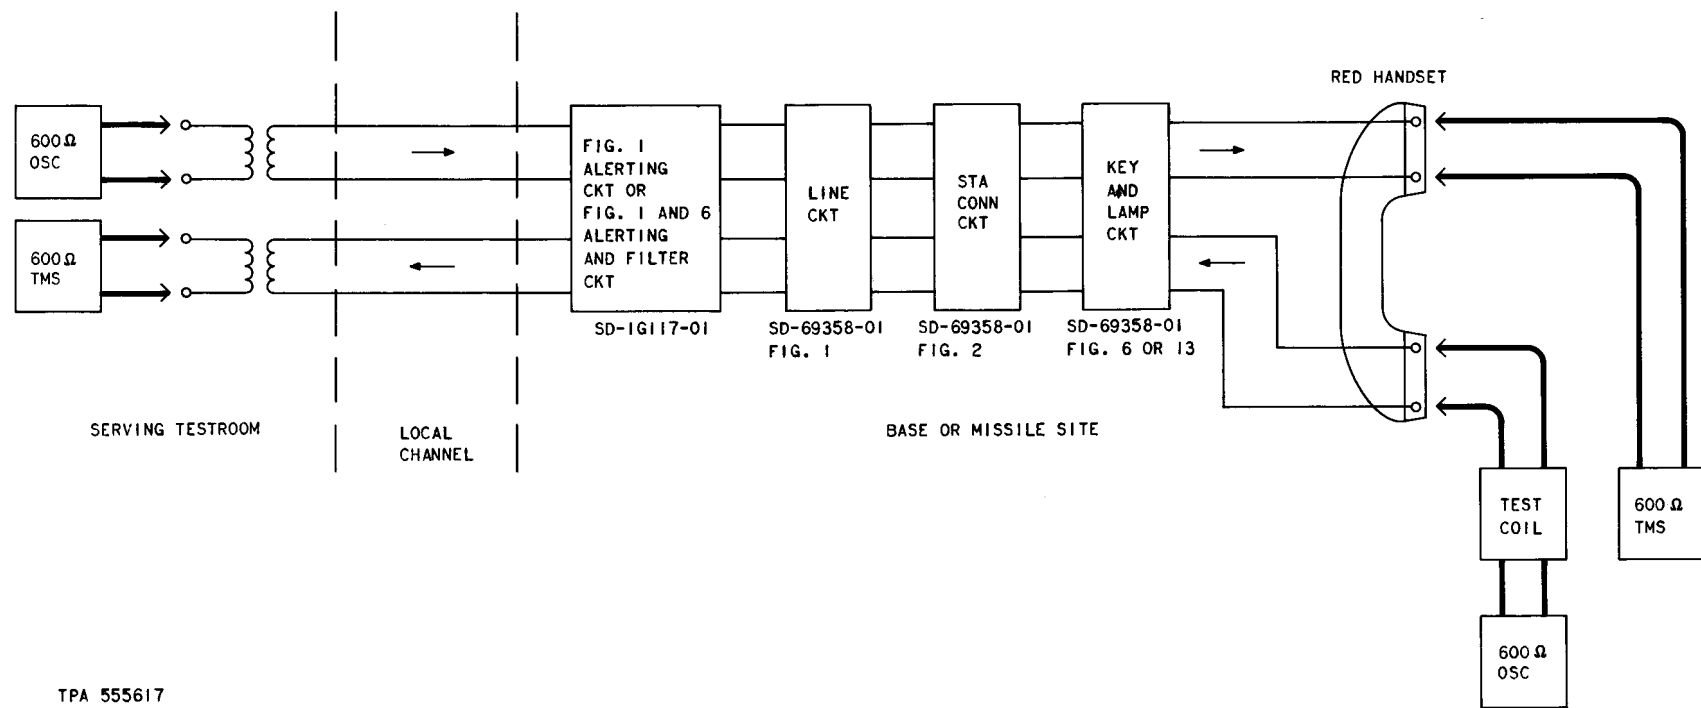 RED HANDSET
600Ω
OSC
600Ω
TMS
FIG. 1
ALERTING
CKT OR
FIG. 1 AND 6
ALERTING
AND FILTER
CKT
LINE
CKT
STA
CONN
CKT
KEY
AND
LAMP
CKT
SD-1G117-01
SD-69358-01
FIG. 1
SD-69358-01
FIG. 2
SD-69358-01
FIG. 6 OR 13
SERVING TESTROOM
LOCAL
CHANNEL
BASE OR MISSILE SITE
TEST
COIL
600Ω
TMS
600Ω
OSC
TPA 555617